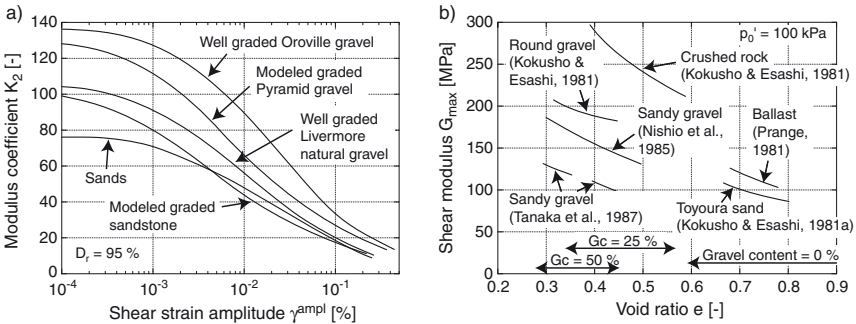 a)
Modulus coefficient K2 [-]
140
120
100
80
60
40
20
0
Well graded Oroville gravel
Modeled graded
Pyramid gravel
Well graded
Livermore
natural gravel
Sands
Modeled graded
sandstone
Dr = 95 %
10-4
10-3
10-2
10-1
Shear strain amplitude γampl [%]
b)
Shear modulus Gmax [MPa]
300
250
200
150
100
50
0
p0' = 100 kPa
Round gravel
(Kokusho &
Esashi, 1981)
Crushed rock
(Kokusho & Esashi, 1981)
Sandy gravel
(Nishio et al.,
1985)
Ballast
(Prange,
1981)
Sandy gravel
(Tanaka et al., 1987)
Toyoura sand
(Kokusho & Esashi, 1981a)
Gc = 25 %
Gc = 50 %
Gravel content = 0 %
0.2
0.3
0.4
0.5
0.6
0.7
0.8
0.9
Void ratio e [-]